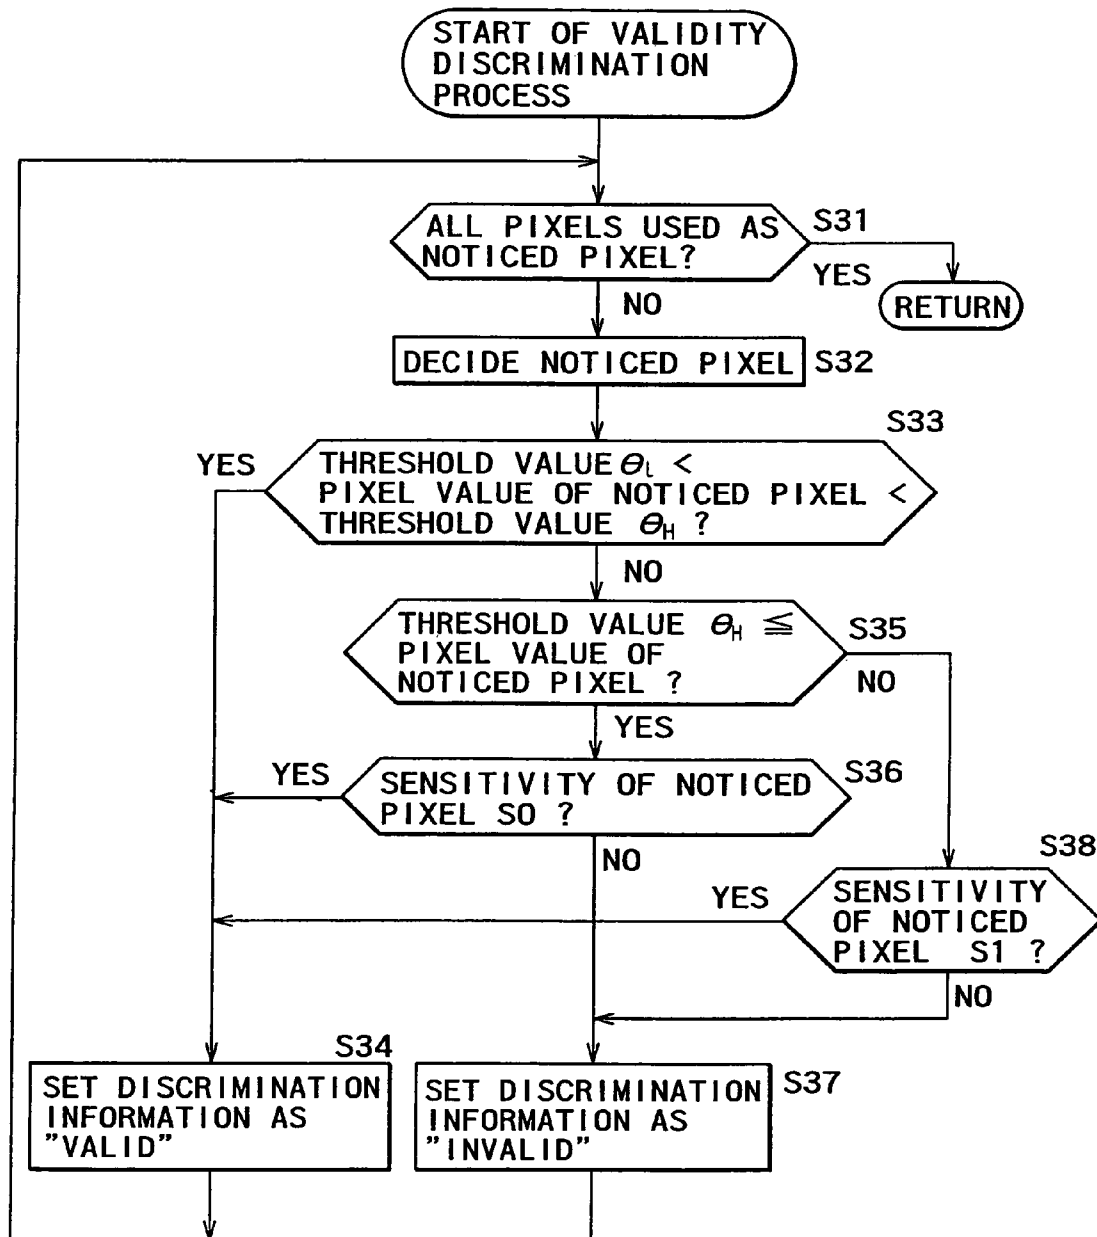 START OF VALIDITY
DISCRIMINATION
PROCESS
ALL PIXELS USED AS
NOTICED PIXEL?
S31
YES
RETURN
NO
DECIDE NOTICED PIXEL
S32
S33
YES
THRESHOLD VALUE θL <
PIXEL VALUE OF NOTICED PIXEL <
THRESHOLD VALUE θH ?
NO
THRESHOLD VALUE θH ≦
PIXEL VALUE OF
NOTICED PIXEL ?
S35
NO
YES
YES
SENSITIVITY OF NOTICED
PIXEL S0 ?
S36
NO
S38
YES
SENSITIVITY
OF NOTICED
PIXEL S1 ?
NO
S34
SET DISCRIMINATION
INFORMATION AS
"VALID"
SET DISCRIMINATION
INFORMATION AS
"INVALID"
S37